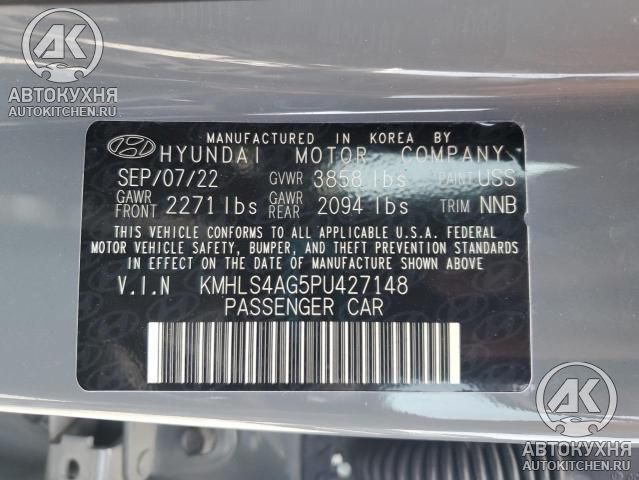 АВТОКУХНЯ
AUTOKITCHEN.RU
MANUFACTURED IN KOREA BY
HYUNDAI MOTOR COMPANY
SEP/07/22 GVWR 3858 lbs PAINT USS
GAWR FRONT 2271 lbs GAWR REAR 2094 lbs TRIM NNB
THIS VEHICLE CONFORMS TO ALL APPLICABLE U.S.A. FEDERAL
MOTOR VEHICLE SAFETY, BUMPER, AND THEFT PREVENTION STANDARDS
IN EFFECT ON THE DATE OF MANUFACTURE SHOWN ABOVE.
V.I.N KMHLS4AG5PU427148
PASSENGER CAR
АК
АВТОКУХНЯ
AUTOKITCHEN.RU